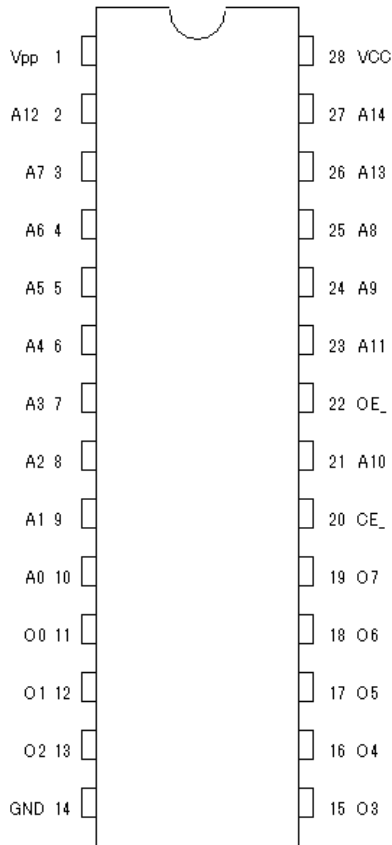 Vpp 1 28 VCC
A12 2 27 A14
A7 3 26 A13
A6 4 25 A8
A5 5 24 A9
A4 6 23 A11
A3 7 22 OE_
A2 8 21 A10
A1 9 20 CE_
A0 10 19 O7
O0 11 18 O6
O1 12 17 O5
O2 13 16 O4
GND 14 15 O3